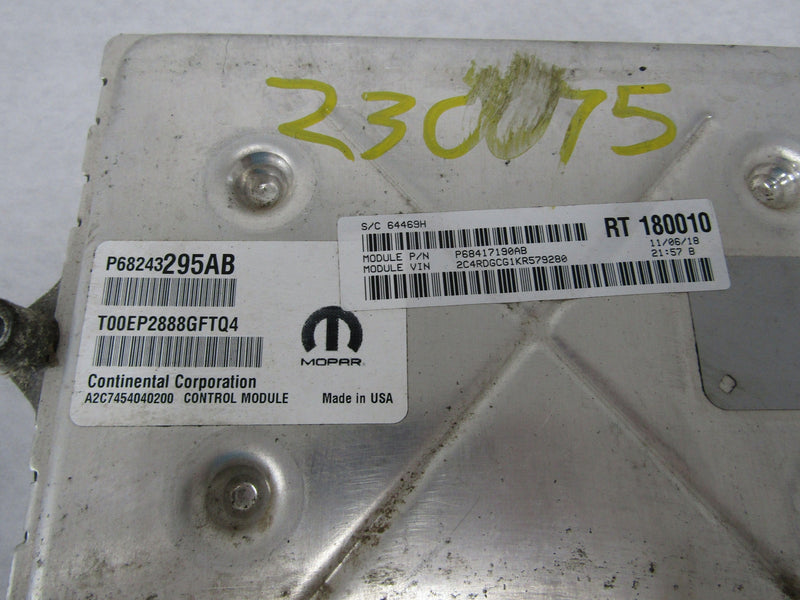 230075
S/C 64469H
RT 180010
MODULE P/N P68417190AB
11/06/18
MODULE VIN 2C4RDGCG1KR579280
21:57 B
P68243295AB
T00EP2888GFTQ4
MOPAR
Continental Corporation
A2C7454040200 CONTROL MODULE Made in USA